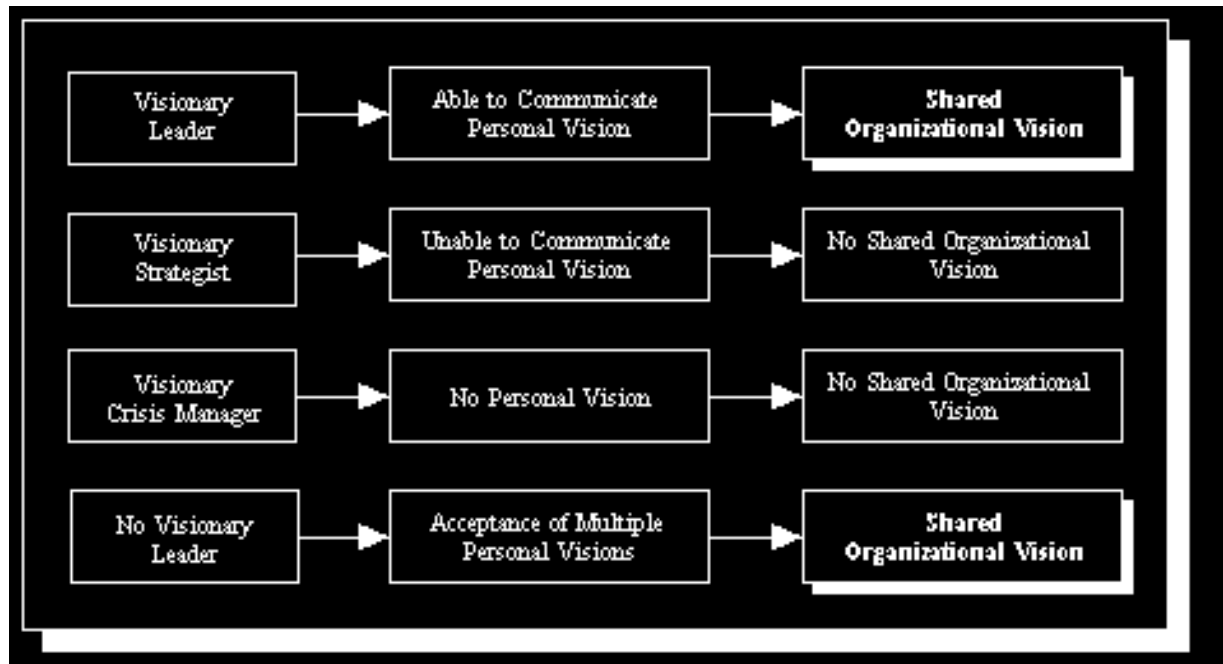 Visionary
Leader
Able to Communicate
Personal Vision
Shared
Organizational Vision
Visionary
Strategist
Unable to Communicate
Personal Vision
No Shared Organizational
Vision
Visionary
Crisis Manager
No Personal Vision
No Shared Organizational
Vision
No Visionary
Leader
Acceptance of Multiple
Personal Visions
Shared
Organizational Vision